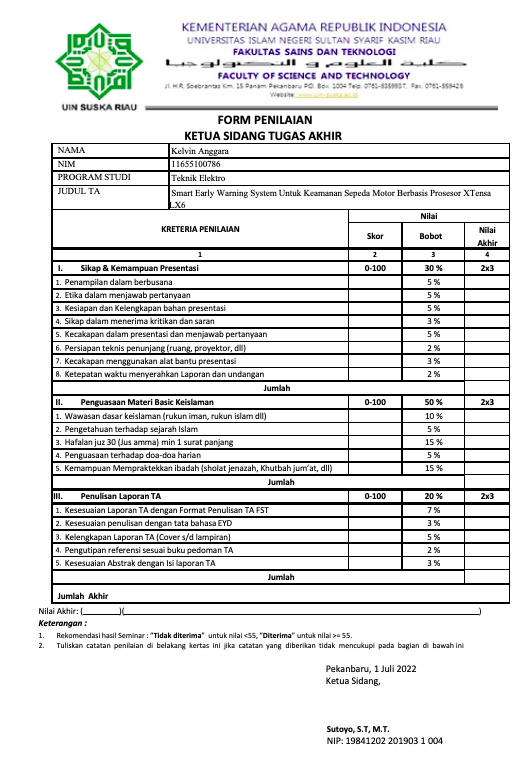 KEMENTERIAN AGAMA REPUBLIK INDONESIA
UNIVERSITAS ISLAM NEGERI SULTAN SYARIF KASIM RIAU
FAKULTAS SAINS DAN TEKNOLOGI
كلية العلوم و التكنولوجيا
FACULTY OF SCIENCE AND TECHNOLOGY
Jl. H.R. Soebrantas Km. 15 Panam Pekanbaru PO. Box. 1004 Telp. 0761-8359937, Fax. 0761-859428
Website: www.uin-suska.ac.id
UIN SUSKA RIAU
FORM PENILAIAN
KETUA SIDANG TUGAS AKHIR
NAMA Kelvin Anggara
NIM 11655100786
PROGRAM STUDI Teknik Elektro
JUDUL TA Smart Early Warning System Untuk Keamanan Sepeda Motor Berbasis Prosesor XTensa
LX6
KRETERIA PENILAIAN Nilai
Skor Bobot Nilai Akhir
1 2 3 4
I. Sikap & Kemampuan Presentasi 0-100 30 % 2x3
1. Penampilan dalam berbusana 5 %
2. Etika dalam menjawab pertanyaan 5 %
3. Kesiapan dan Kelengkapan bahan presentasi 5 %
4. Sikap dalam menerima kritikan dan saran 3 %
5. Kecakapan dalam presentasi dan menjawab pertanyaan 5 %
6. Persiapan teknis penunjang (ruang, proyektor, dll) 2 %
7. Kecakapan menggunakan alat bantu presentasi 3 %
8. Ketepatan waktu menyerahkan Laporan dan undangan 2 %
Jumlah
II. Penguasaan Materi Basic Keislaman 0-100 50 % 2x3
1. Wawasan dasar keislaman (rukun iman, rukun islam dll) 10 %
2. Pengetahuan terhadap sejarah Islam 5 %
3. Hafalan juz 30 (Jus amma) min 1 surat panjang 15 %
4. Penguasaan terhadap doa-doa harian 5 %
5. Kemampuan Mempraktekkan ibadah (sholat jenazah, Khutbah jum'at, dll) 15 %
Jumlah
III. Penulisan Laporan TA 0-100 20 % 2x3
1. Kesesuaian Laporan TA dengan Format Penulisan TA FST 7 %
2. Kesesuaian penulisan dengan tata bahasa EYD 3 %
3. Kelengkapan Laporan TA (Cover s/d lampiran) 5 %
4. Pengutipan referensi sesuai buku pedoman TA 2 %
5. Kesesuaian Abstrak dengan Isi laporan TA 3 %
Jumlah
Jumlah Akhir
Nilai Akhir: (________)(________)
Keterangan :
1. Rekomendasi hasil Seminar : "Tidak diterima" untuk nilai <55, "Diterima" untuk nilai >= 55.
2. Tuliskan catatan penilaian di belakang kertas ini jika catatan yang diberikan tidak mencukupi pada bagian di bawah ini
Pekanbaru, 1 Juli 2022
Ketua Sidang,
Sutoyo, S.T, M.T.
NIP: 19841202 201903 1 004